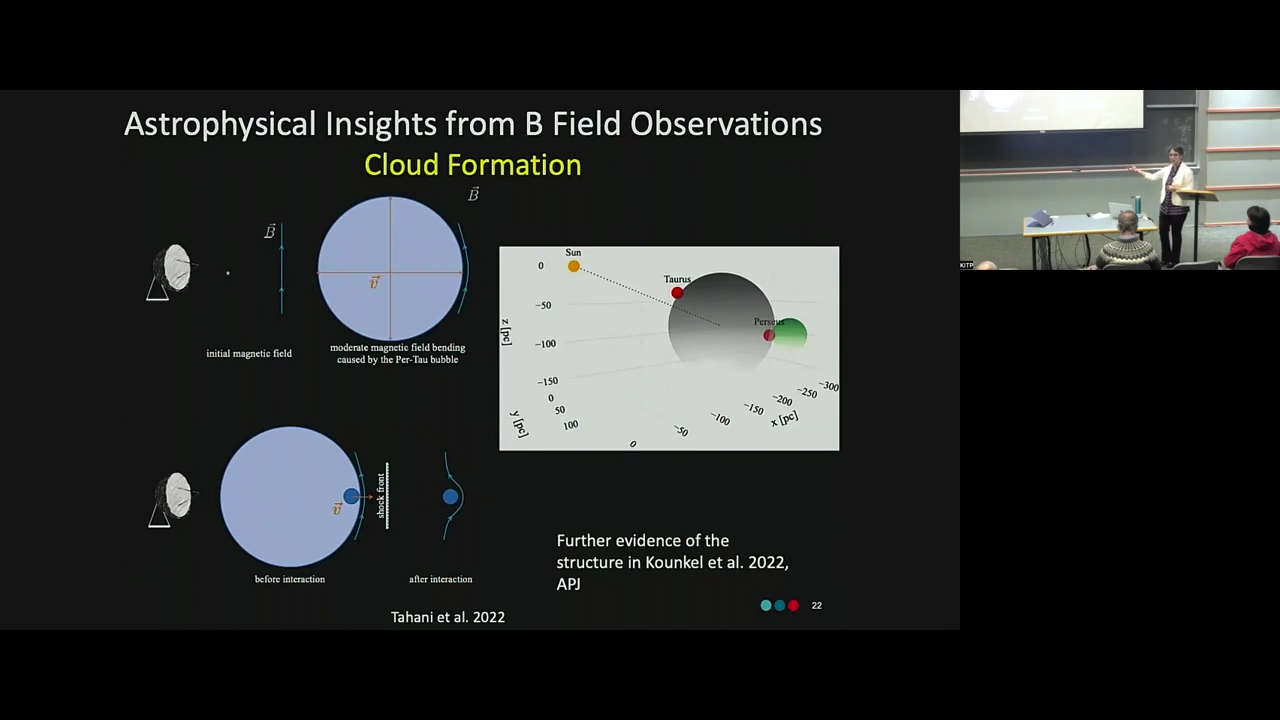 Astrophysical Insights from B Field Observations
Cloud Formation
B
initial magnetic field
v
B
moderate magnetic field bending
caused by the Per-Tau bubble
Sun
Taurus
Perseus
0
−50
−100
−150
z [pc]
0
50
100
y [pc]
0
−50
−100
−150
−200
−250
−300
x [pc]
v
shock front
before interaction
after interaction
Further evidence of the
structure in Kounkel et al. 2022,
APJ
Tahani et al. 2022
22
KITP